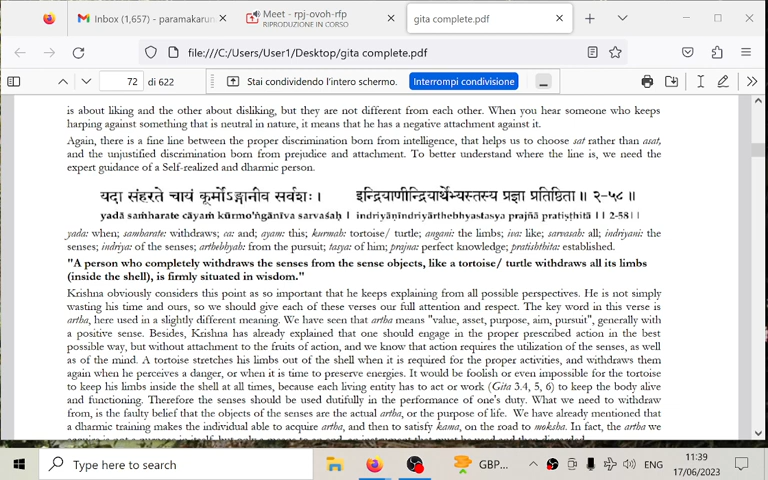 Inbox (1,657) – paramakaru
Meet - rpj-ovoh-rfp
RIPRODUZIONE IN CORSO
gita complete.pdf
file:///C:/Users/User1/Desktop/gita complete.pdf
72 di 622
Stai condividendo l'intero schermo.
Interrompi condivisione
is about liking and the other about disliking, but they are not different from each other. When you hear someone who keeps
harping against something that is neutral in nature, it means that he has a negative attachment against it.
Again, there is a fine line between the proper discrimination born from intelligence, that helps us to choose sat rather than asat,
and the unjustified discrimination born from prejudice and attachment. To better understand where the line is, we need the
expert guidance of a Self-realized and dharmic person.
यदा संहरते चायं कूर्मोऽङ्गानीव सर्वशः । इन्द्रियाणीन्द्रियार्थेभ्यस्तस्य प्रज्ञा प्रतिष्ठिता ॥ २-५८॥
yadā saṁharate cāyaṁ kūrmo'ṅgānīva sarvaśaḥ | indriyāṇīndriyārthebhyastasya prajñā pratiṣṭhitā || 2-58||
yada: when; samharate: withdraws; ca: and; ayam: this; kurmah: tortoise/ turtle; angani: the limbs; iva: like; sarvasah: all; indriyani: the
senses; indriya: of the senses; arthebhyah: from the pursuit; tasya: of him; prajna: perfect knowledge; pratishthita: established.
"A person who completely withdraws the senses from the sense objects, like a tortoise/ turtle withdraws all its limbs
(inside the shell), is firmly situated in wisdom."
Krishna obviously considers this point as so important that he keeps explaining from all possible perspectives. He is not simply
wasting his time and ours, so we should give each of these verses our full attention and respect. The key word in this verse is
artha, here used in a slightly different meaning. We have seen that artha means "value, asset, purpose, aim, pursuit", generally with
a positive sense. Besides, Krishna has already explained that one should engage in the proper prescribed action in the best
possible way, but without attachment to the fruits of action, and we know that action requires the utilization of the senses, as well
as of the mind. A tortoise stretches his limbs out of the shell when it is required for the proper activities, and withdraws them
again when he perceives a danger, or when it is time to preserve energies. It would be foolish or even impossible for the tortoise
to keep his limbs inside the shell at all times, because each living entity has to act or work (Gita 3.4, 5, 6) to keep the body alive
and functioning. Therefore the senses should be used dutifully in the performance of one's duty. What we need to withdraw
from, is the faulty belief that the objects of the senses are the actual artha, or the purpose of life. We have already mentioned that
a dharmic training makes the individual able to acquire artha, and then to satisfy kama, on the road to moksha. In fact, the artha we
Type here to search
GBP...
ENG
11:39
17/06/2023